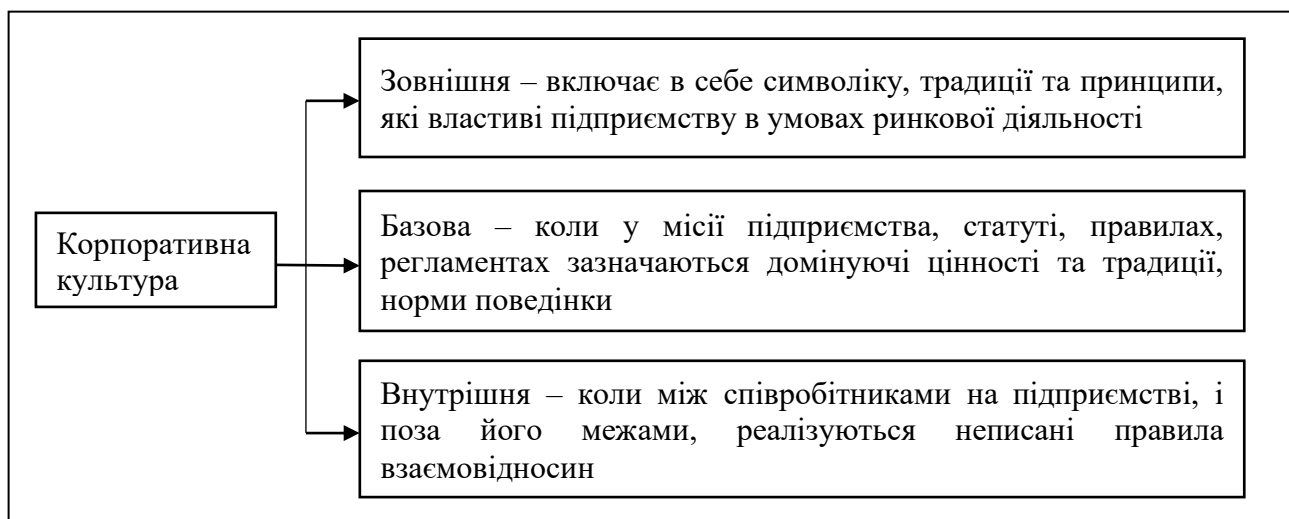 Зовнішня – включає в себе символіку, традиції та принципи,
які властиві підприємству в умовах ринкової діяльності
Корпоративна
культура
Базова – коли у місії підприємства, статуті, правилах,
регламентах зазначаються домінуючі цінності та традиції,
норми поведінки
Внутрішня – коли між співробітниками на підприємстві, і
поза його межами, реалізуються неписані правила
взаємовідносин